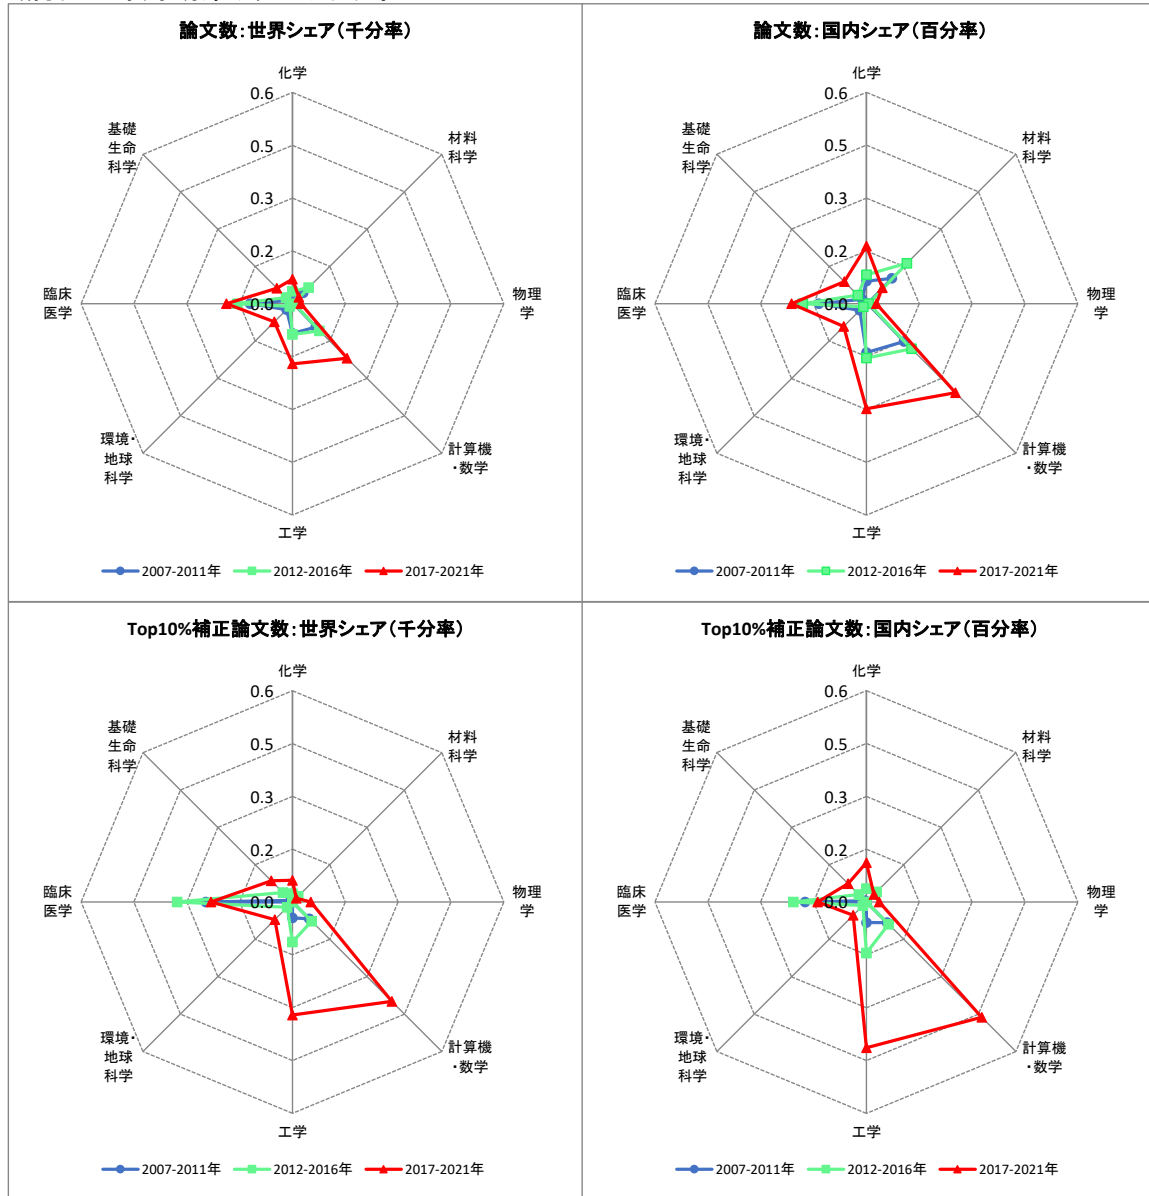 論文数:世界シェア(千分率)
化学
0.6
0.5
0.3
0.2
0.0
材料
科学
物理
学
計算機
・数学
工学
環境・
地球
科学
臨床
医学
基礎
生命
科学
2007-2011年
2012-2016年
2017-2021年
論文数:国内シェア(百分率)
化学
0.6
0.5
0.3
0.2
0.0
材料
科学
物理
学
計算機
・数学
工学
環境・
地球
科学
臨床
医学
基礎
生命
科学
2007-2011年
2012-2016年
2017-2021年
Top10%補正論文数:世界シェア(千分率)
化学
0.6
0.5
0.3
0.2
0.0
材料
科学
物理
学
計算機
・数学
工学
環境・
地球
科学
臨床
医学
基礎
生命
科学
2007-2011年
2012-2016年
2017-2021年
Top10%補正論文数:国内シェア(百分率)
化学
0.6
0.5
0.3
0.2
0.0
材料
科学
物理
学
計算機
・数学
工学
環境・
地球
科学
臨床
医学
基礎
生命
科学
2007-2011年
2012-2016年
2017-2021年